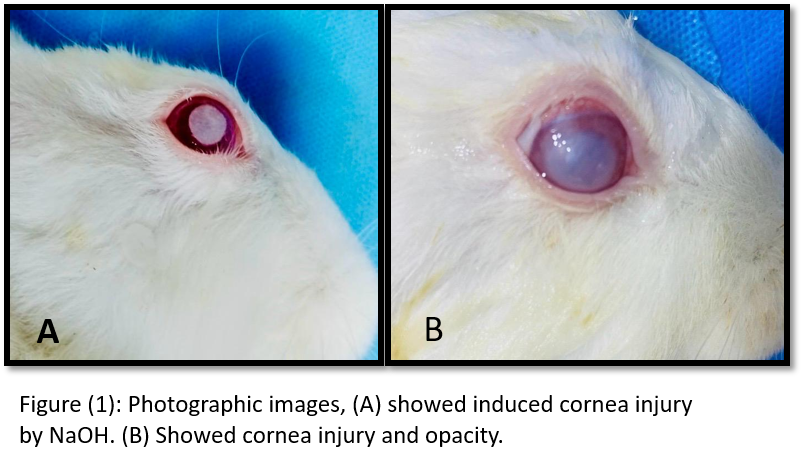 A
B
Figure (1): Photographic images, (A) showed induced cornea injury
by NaOH. (B) Showed cornea injury and opacity.